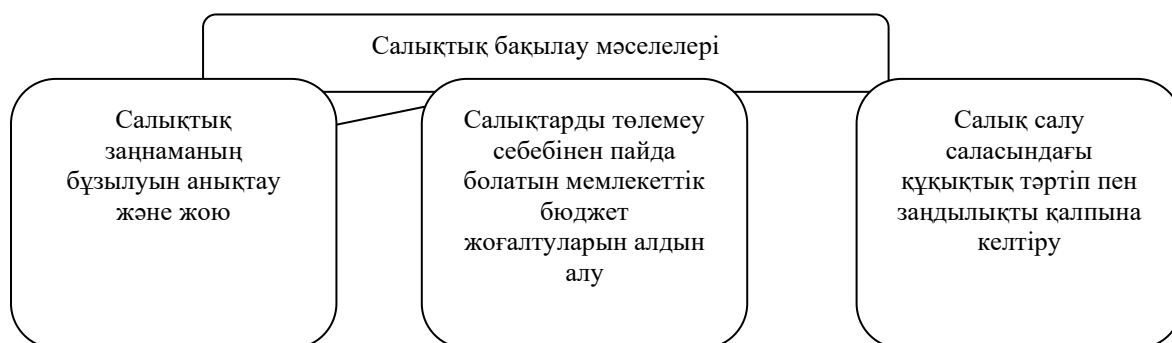 Салықтық бақылау мәселелері
Салықтық
заңнаманың
бұзылуын анықтау
және жою
Салықтарды төлемеу
себебінен пайда
болатын мемлекеттік
бюджет
жоғалтуларын алдын
алу
Салық салу
саласындағы
құқықтық тәртіп пен
заңдылықты қалпына
келтіру